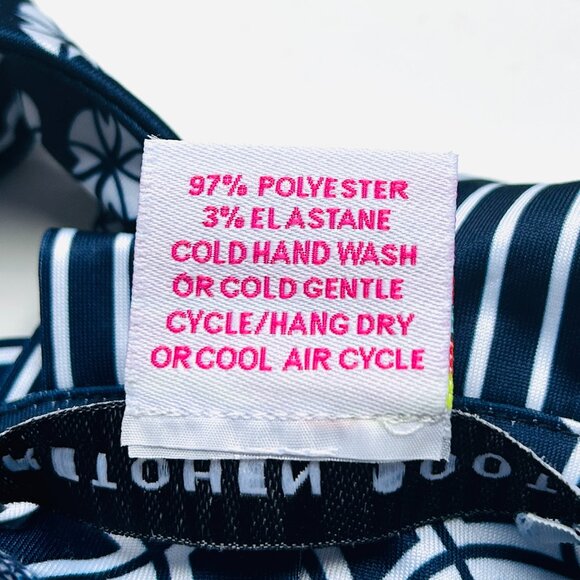 97% POLYESTER
3% ELASTANE
COLD HAND WASH
OR COLD GENTLE
CYCLE/HANG DRY
OR COOL AIR CYCLE